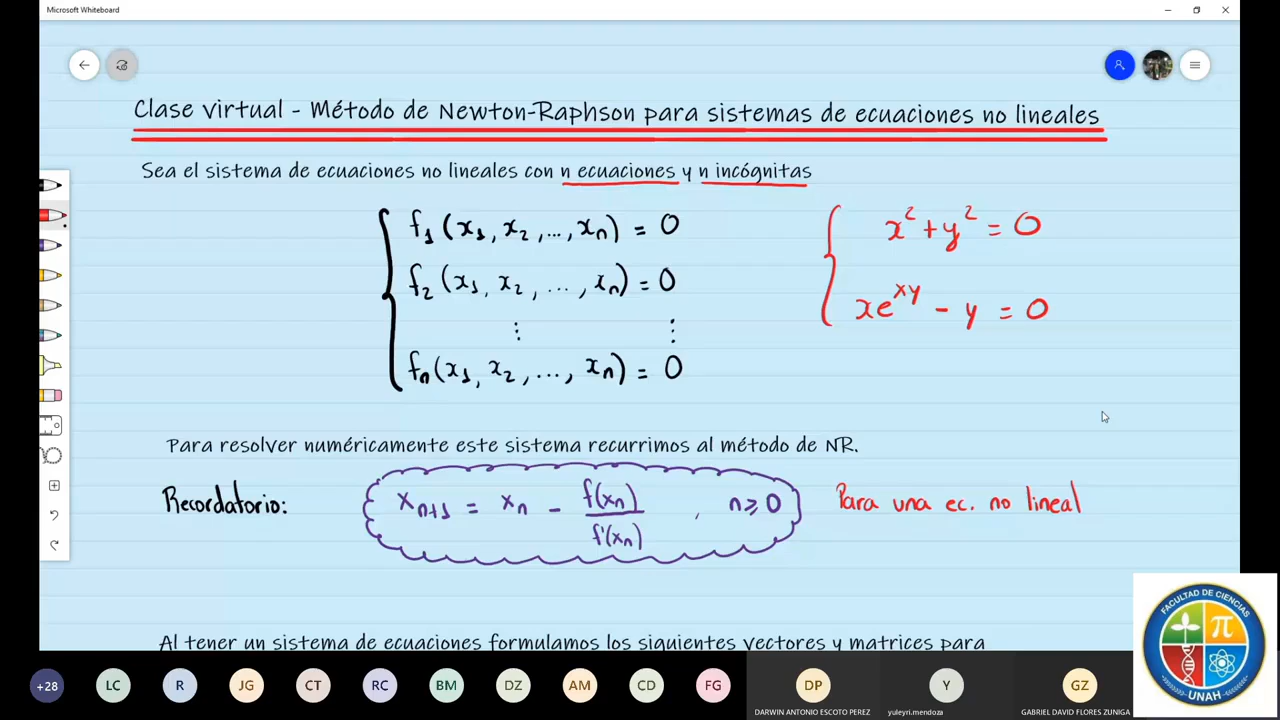 Microsoft Whiteboard
Clase virtual - Método de Newton-Raphson para sistemas de ecuaciones no lineales
Sea el sistema de ecuaciones no lineales con n ecuaciones y n incógnitas
f₁(x₁, x₂, ..., xₙ) = 0
f₂(x₁, x₂, ..., xₙ) = 0
⋮ ⋮
fₙ(x₁, x₂, ..., xₙ) = 0
x² + y² = 0
xe^xy - y = 0
Para resolver numéricamente este sistema recurrimos al método de NR.
Recordatorio: xₙ₊₁ = xₙ - f(xₙ)/f'(xₙ) , n ≥ 0 Para una ec. no lineal
Al tener un sistema de ecuaciones formulamos los siguientes vectores y matrices para
FACULTAD DE CIENCIAS
π
UNAH
+28 LC R JG CT RC BM DZ AM CD FG DP Y GZ
DARWIN ANTONIO ESCOTO PEREZ yuleyri.mendoza GABRIEL DAVID FLORES ZUNIGA